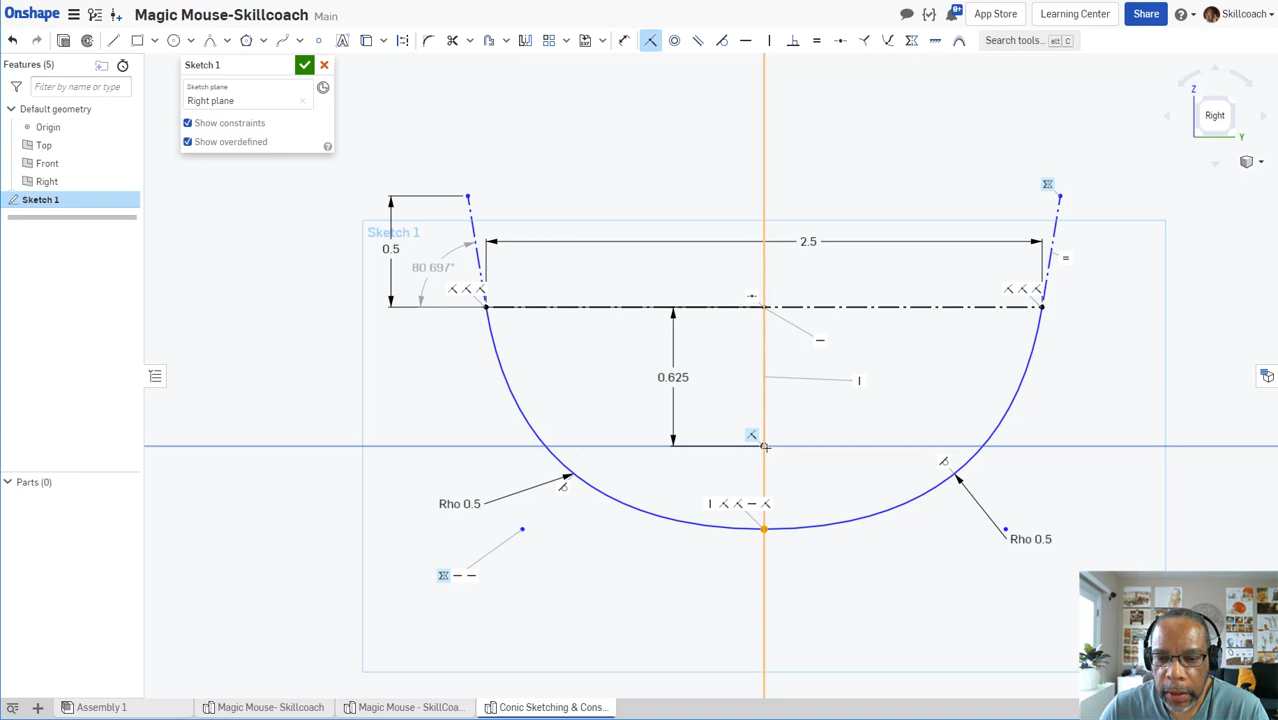 Onshape
Magic Mouse-Skillcoach Main
9+
App Store
Learning Center
Share
Skillcoach
Search tools... alt C
Features (5)
Filter by name or type
Default geometry
Origin
Top
Front
Right
Sketch 1
Parts (0)
Sketch 1
Sketch plane
Right plane
Show constraints
Show overdefined
Z
Right
Y
Sketch 1
0.5
2.5
80.697°
0.625
Rho 0.5
Rho 0.5
Assembly 1
Magic Mouse- Skillcoach
Magic Mouse - SkillCoa...
Conic Sketching & Cons...